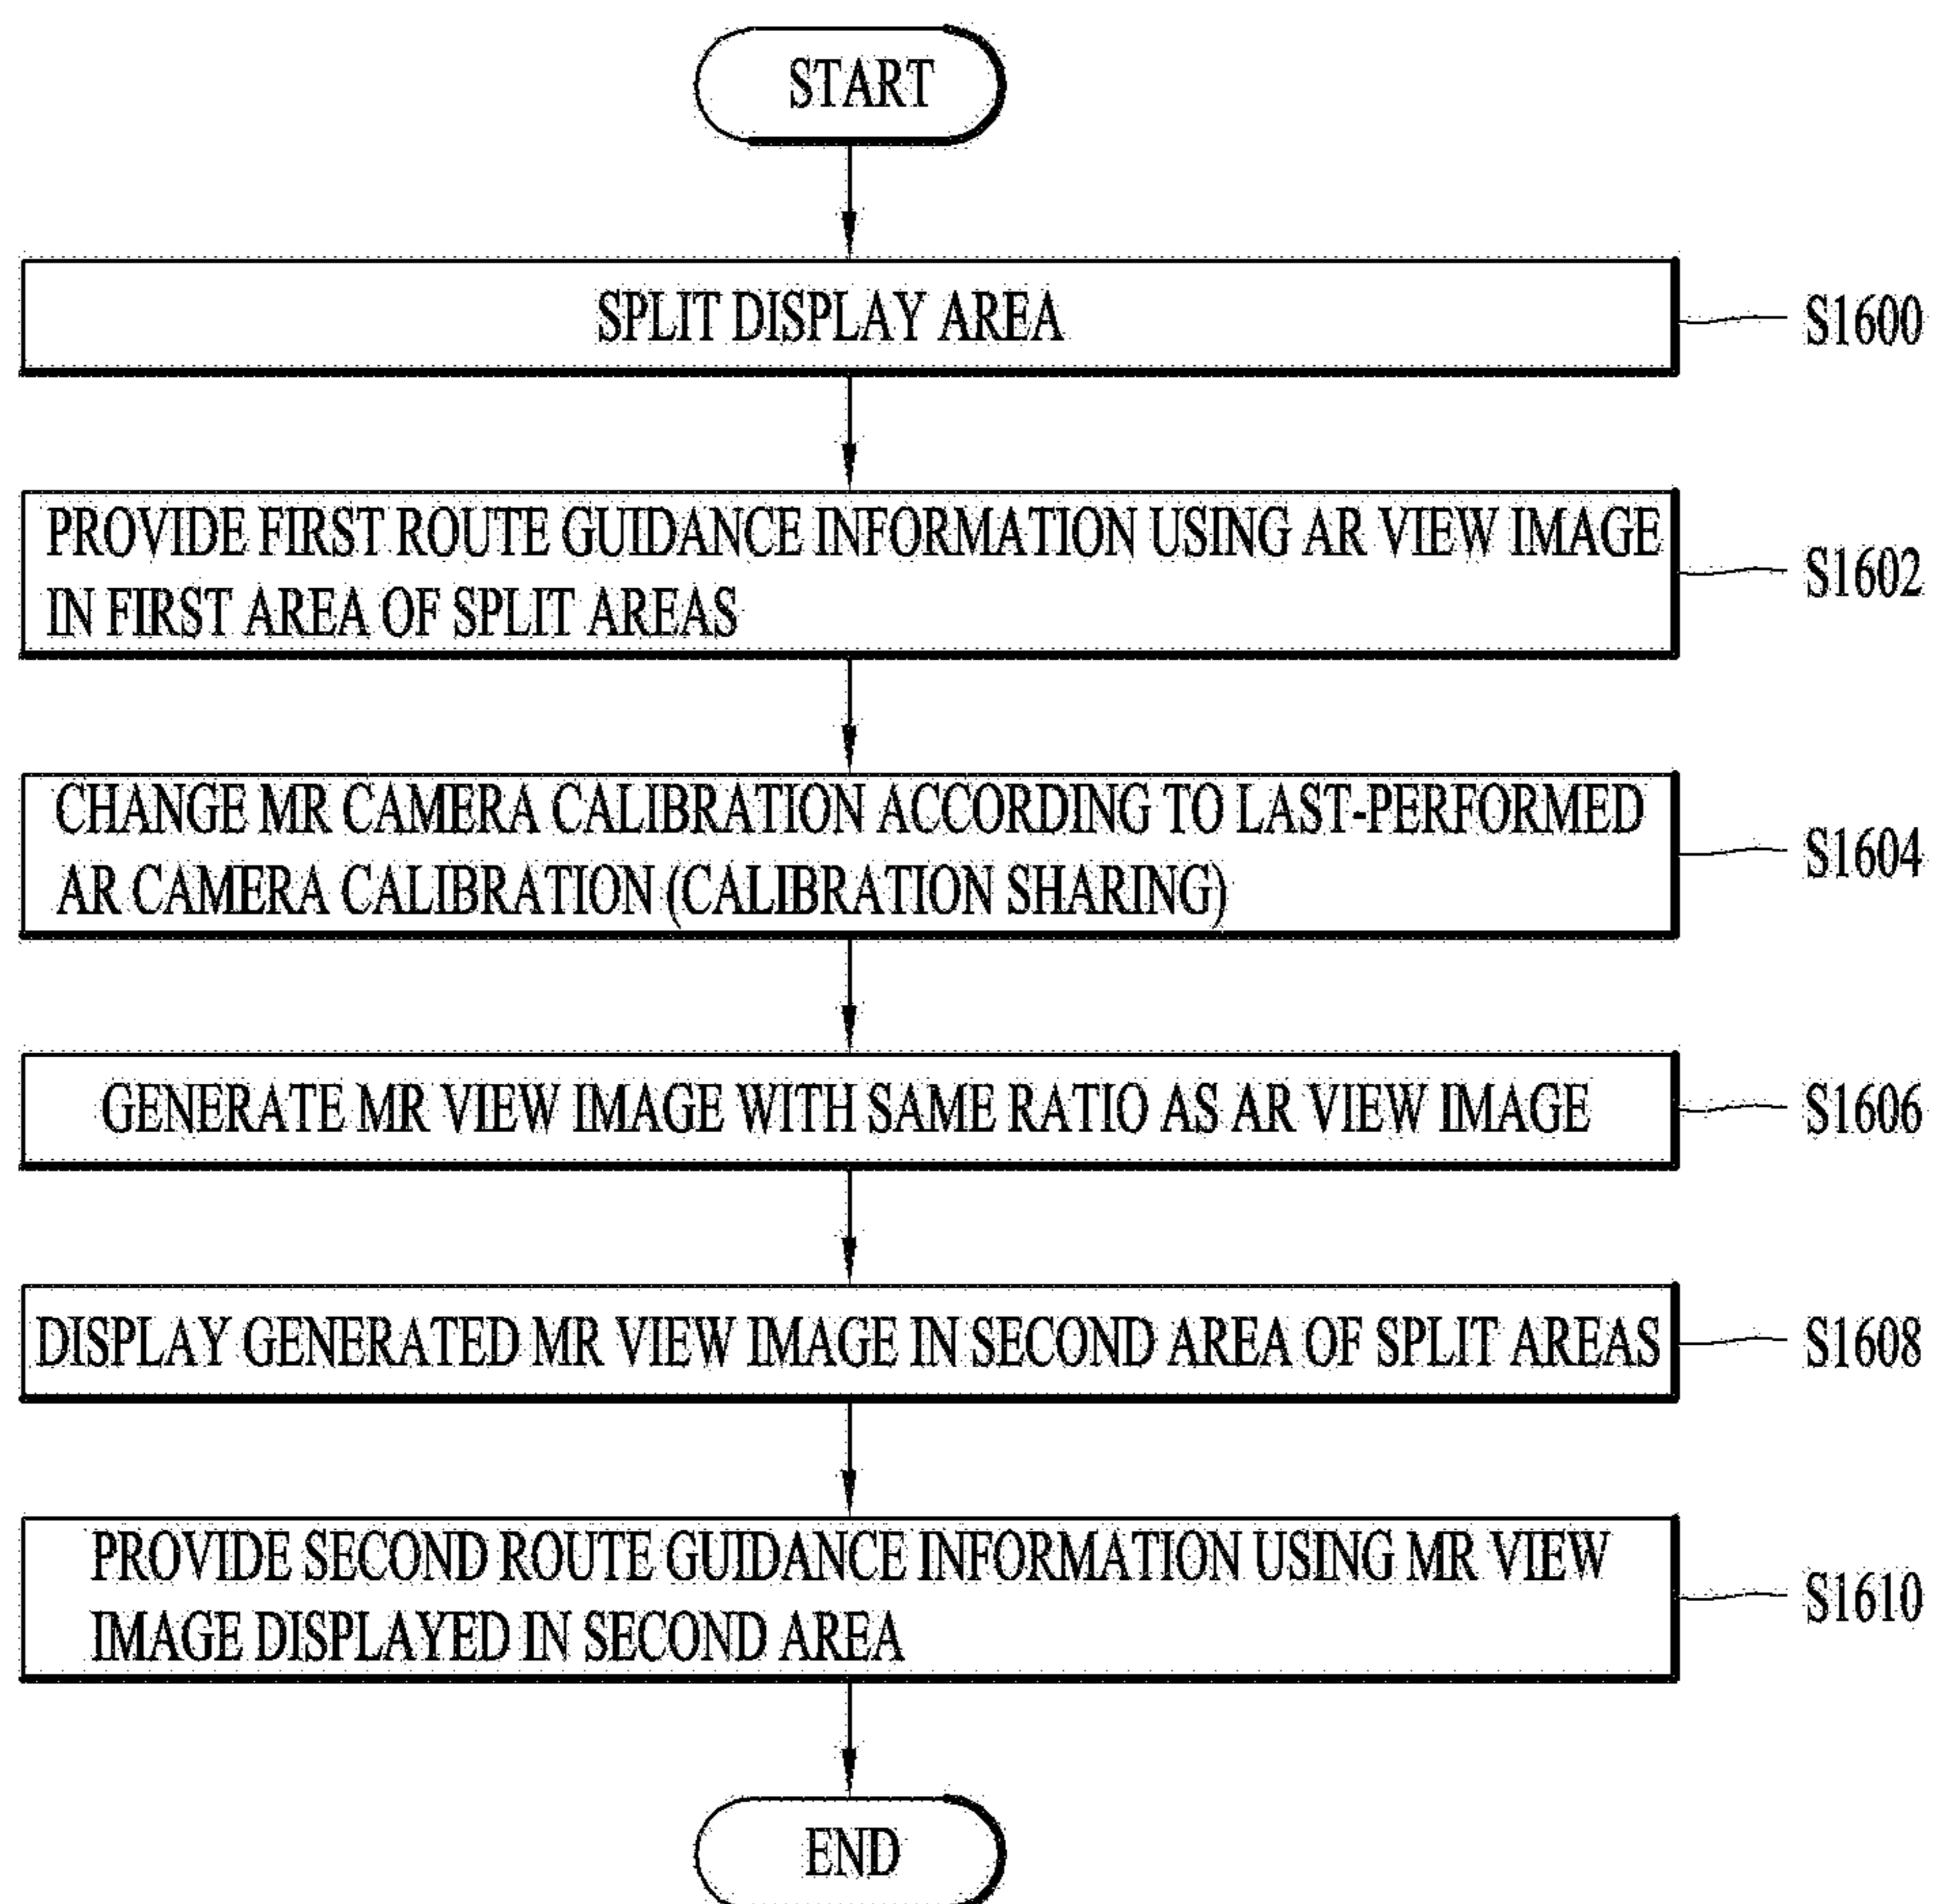 START
SPLIT DISPLAY AREA
S1600
PROVIDE FIRST ROUTE GUIDANCE INFORMATION USING AR VIEW IMAGE
IN FIRST AREA OF SPLIT AREAS
S1602
CHANGE MR CAMERA CALIBRATION ACCORDING TO LAST-PERFORMED
AR CAMERA CALIBRATION (CALIBRATION SHARING)
S1604
GENERATE MR VIEW IMAGE WITH SAME RATIO AS AR VIEW IMAGE
S1606
DISPLAY GENERATED MR VIEW IMAGE IN SECOND AREA OF SPLIT AREAS
S1608
PROVIDE SECOND ROUTE GUIDANCE INFORMATION USING MR VIEW
IMAGE DISPLAYED IN SECOND AREA
S1610
END